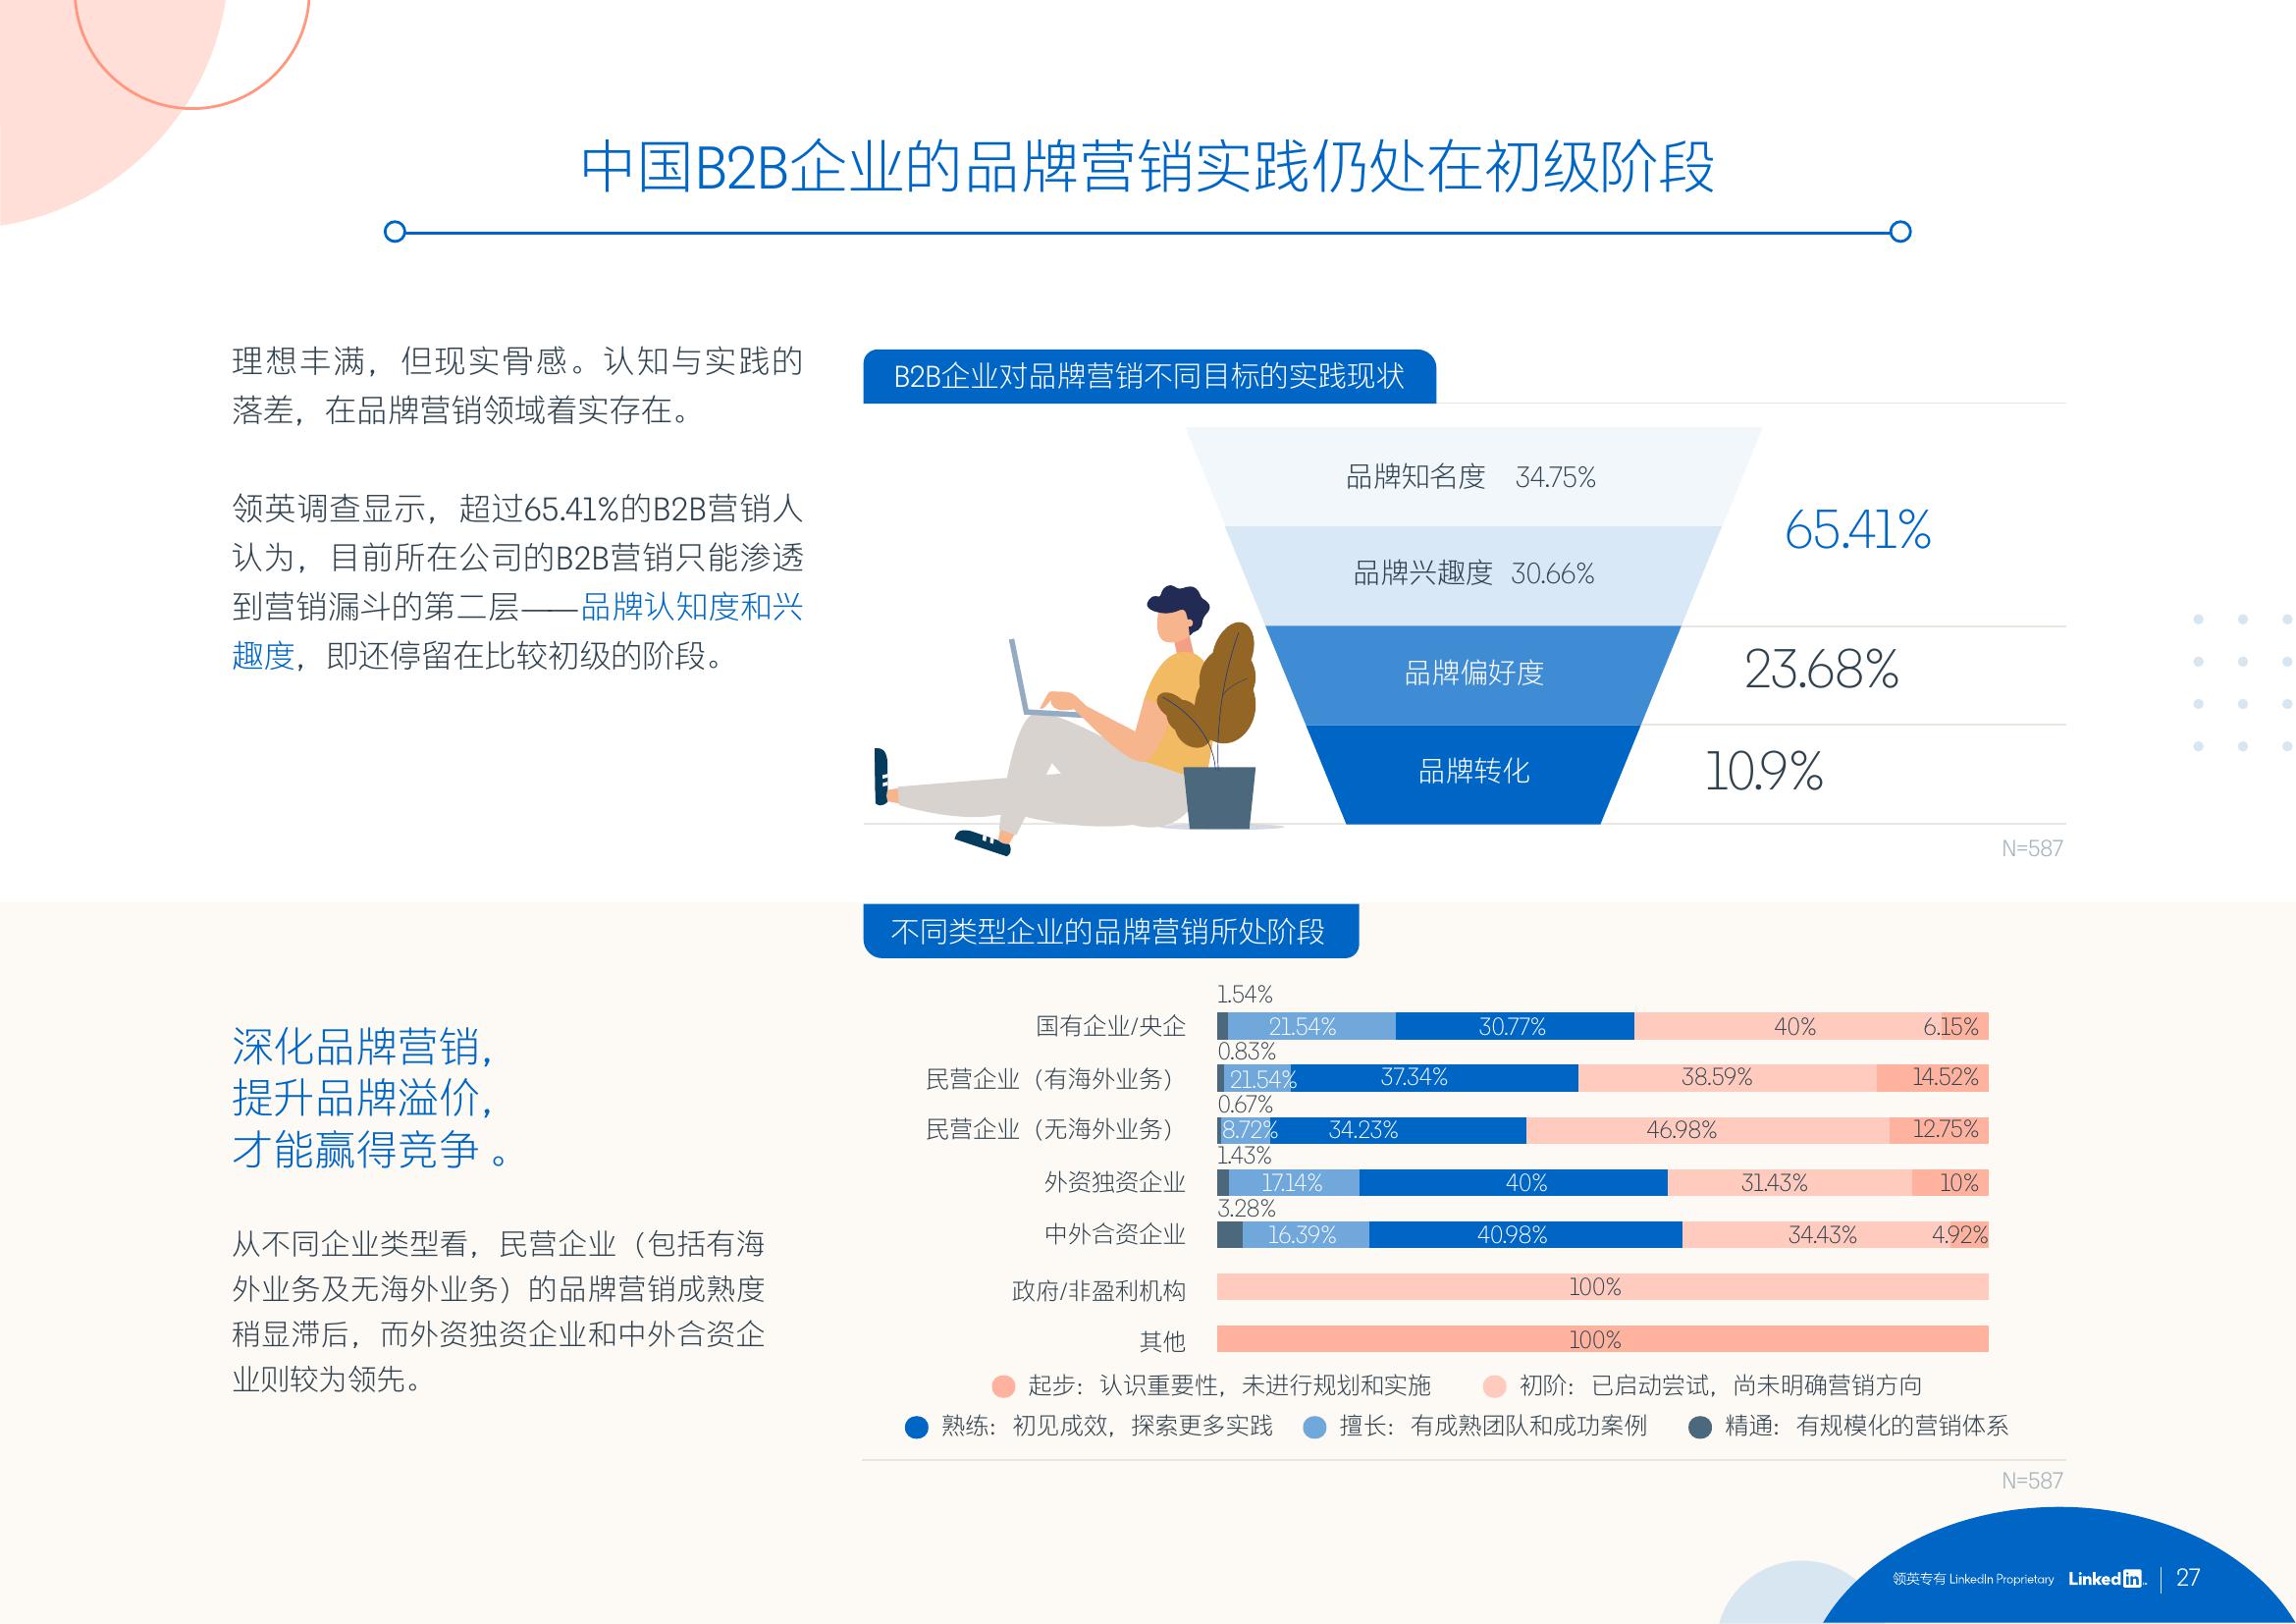 中国B2B企业的品牌营销实践仍处在初级阶段
理想丰满，但现实骨感。认知与实践的
落差，在品牌营销领域着实存在。
领英调查显示，超过65.41%的B2B营销人
认为，目前所在公司的B2B营销只能渗透
到营销漏斗的第二层——品牌认知度和兴
趣度，即还停留在比较初级的阶段。
B2B企业对品牌营销不同目标的实践现状
品牌知名度 34.75%
品牌兴趣度 30.66%
65.41%
品牌偏好度 23.68%
品牌转化 10.9%
N=587
深化品牌营销，
提升品牌溢价，
才能赢得竞争。
从不同企业类型看，民营企业（包括有海
外业务及无海外业务）的品牌营销成熟度
稍显滞后，而外资独资企业和中外合资企
业则较为领先。
不同类型企业的品牌营销所处阶段
1.54%
国有企业/央企 21.54% 30.77% 40% 6.15%
0.83%
民营企业（有海外业务） 21.54% 37.34% 38.59% 14.52%
0.67%
民营企业（无海外业务） 8.72% 34.23% 46.98% 12.75%
1.43%
外资独资企业 17.14% 40% 31.43% 10%
3.28%
中外合资企业 16.39% 40.98% 34.43% 4.92%
政府/非盈利机构 100%
其他 100%
起步：认识重要性，未进行规划和实施 初阶：已启动尝试，尚未明确营销方向
熟练：初见成效，探索更多实践 擅长：有成熟团队和成功案例 精通：有规模化的营销体系
N=587
领英专有 LinkedIn Proprietary LinkedIn 27